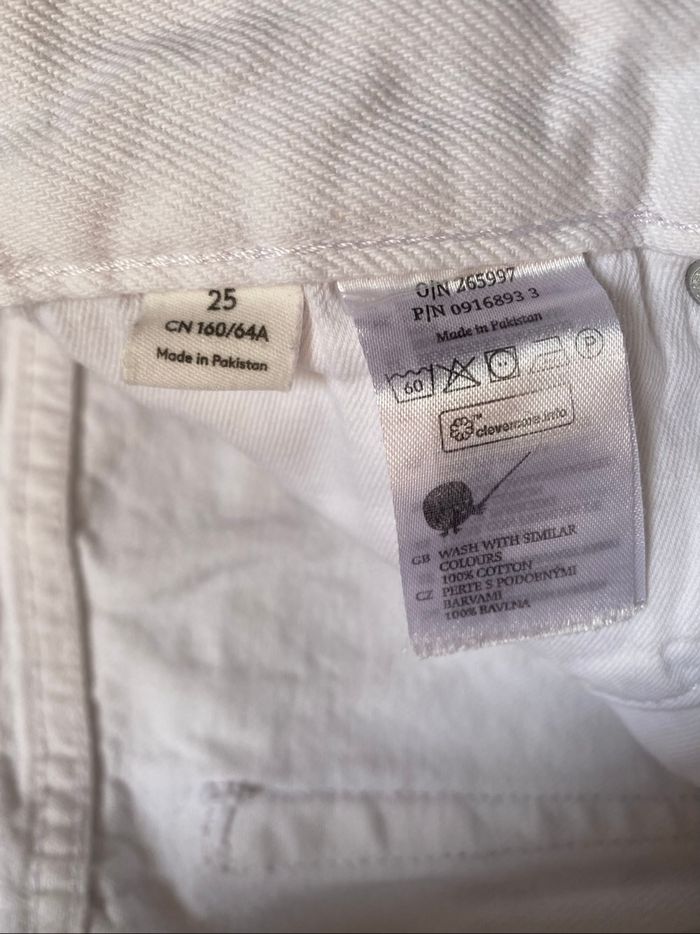 25
CN 160/64A
Made in Pakistan
O/N 265997
P/N 0916893 3
Made in Pakistan
60
P
clevercare.info
GB WASH WITH SIMILAR
COLOURS
100% COTTON
CZ PERTE S PODOBNÝMI
BARVAMI
100% BAVLNA